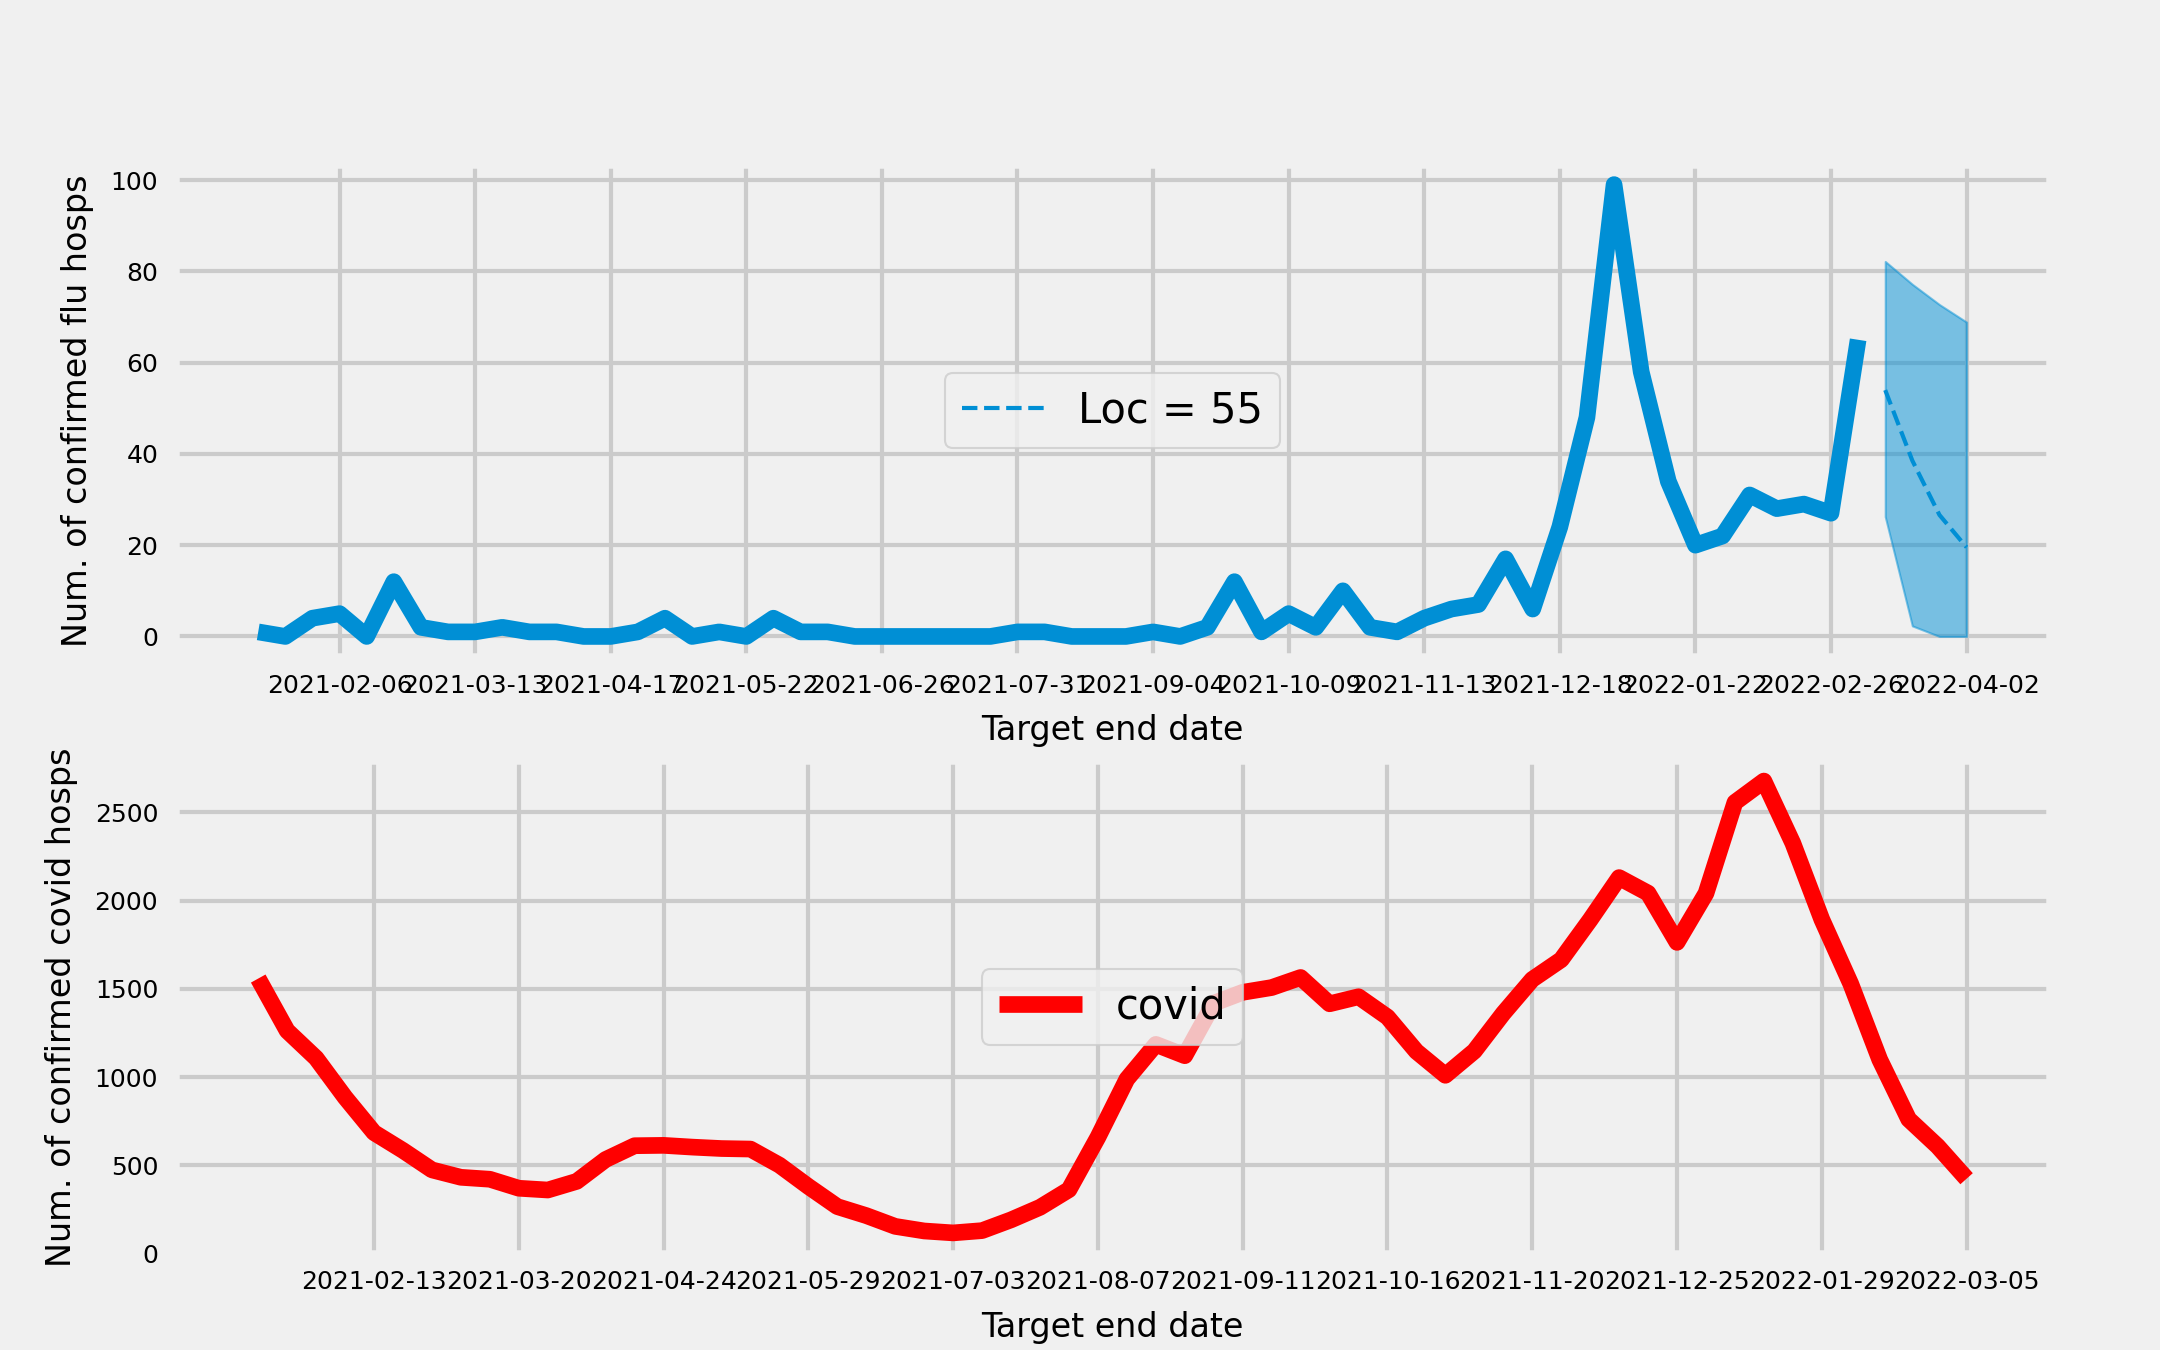 Num. of confirmed flu hosps
100
80
60
40
20
0
Loc = 55
2021-02-06 2021-03-13 2021-04-17 2021-05-22 2021-06-26 2021-07-31 2021-09-04 2021-10-09 2021-11-13 2021-12-18 2022-01-22 2022-02-26 2022-04-02
Target end date
Num. of confirmed covid hosps
2500
2000
1500
1000
500
0
covid
2021-02-13 2021-03-20 2021-04-24 2021-05-29 2021-07-03 2021-08-07 2021-09-11 2021-10-16 2021-11-20 2021-12-25 2022-01-29 2022-03-05
Target end date